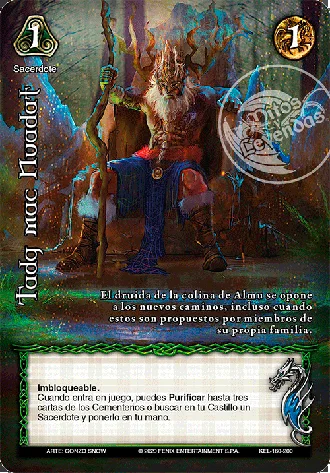 1
1
Sacerdote
Mitos y Leyendas
Tadg mac Nuadat
El druida de la colina de Almu se opone
a los nuevos caminos, incluso cuando
estos son propuestos por miembros de
su propia familia.
Imbloqueable.
Cuando entra en juego, puedes Purificar hasta tres
cartas de los Cementerios o buscar en tu Castillo un
Sacerdote y ponerlo en tu mano.
ARTE: GONZO SNOW
FENIX ENTERTAINMENT S.P.A.